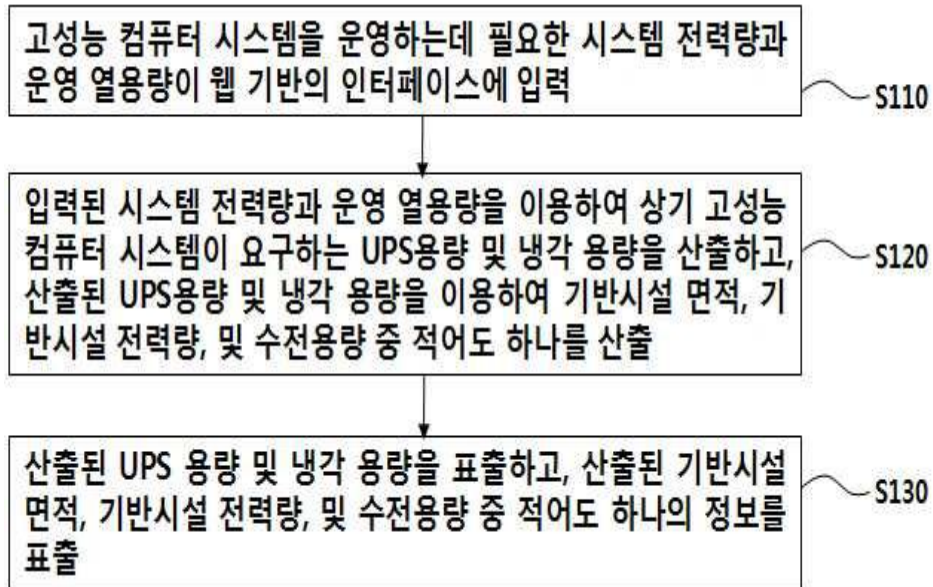 고성능 컴퓨터 시스템을 운영하는데 필요한 시스템 전력량과
운영 열용량이 웹 기반의 인터페이스에 입력
S110
입력된 시스템 전력량과 운영 열용량을 이용하여 상기 고성능
컴퓨터 시스템이 요구하는 UPS용량 및 냉각 용량을 산출하고,
산출된 UPS용량 및 냉각 용량을 이용하여 기반시설 면적, 기
반시설 전력량, 및 수전용량 중 적어도 하나를 산출
S120
산출된 UPS 용량 및 냉각 용량을 표출하고, 산출된 기반시설
면적, 기반시설 전력량, 및 수전용량 중 적어도 하나의 정보를
표출
S130